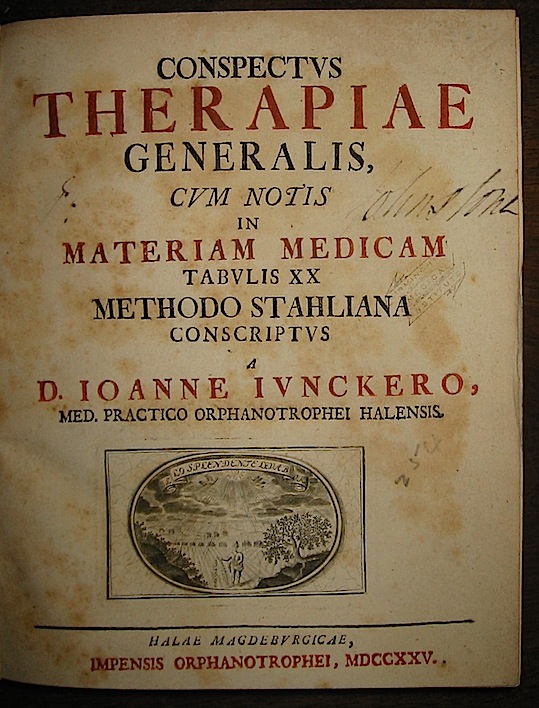 CONSPECTVS
THERAPIAE
GENERALIS,
CVM NOTIS
IN
MATERIAM MEDICAM
TABVLIS XX
METHODO STAHLIANA
CONSCRIPTVS
A
D. IOANNE IVNCKERO,
MED. PRACTICO ORPHANOTROPHEI HALENSIS.
SPLENDENTE
HALAE MAGDEBVRGICAE,
IMPENSIS ORPHANOTROPHEI, MDCCXXV.